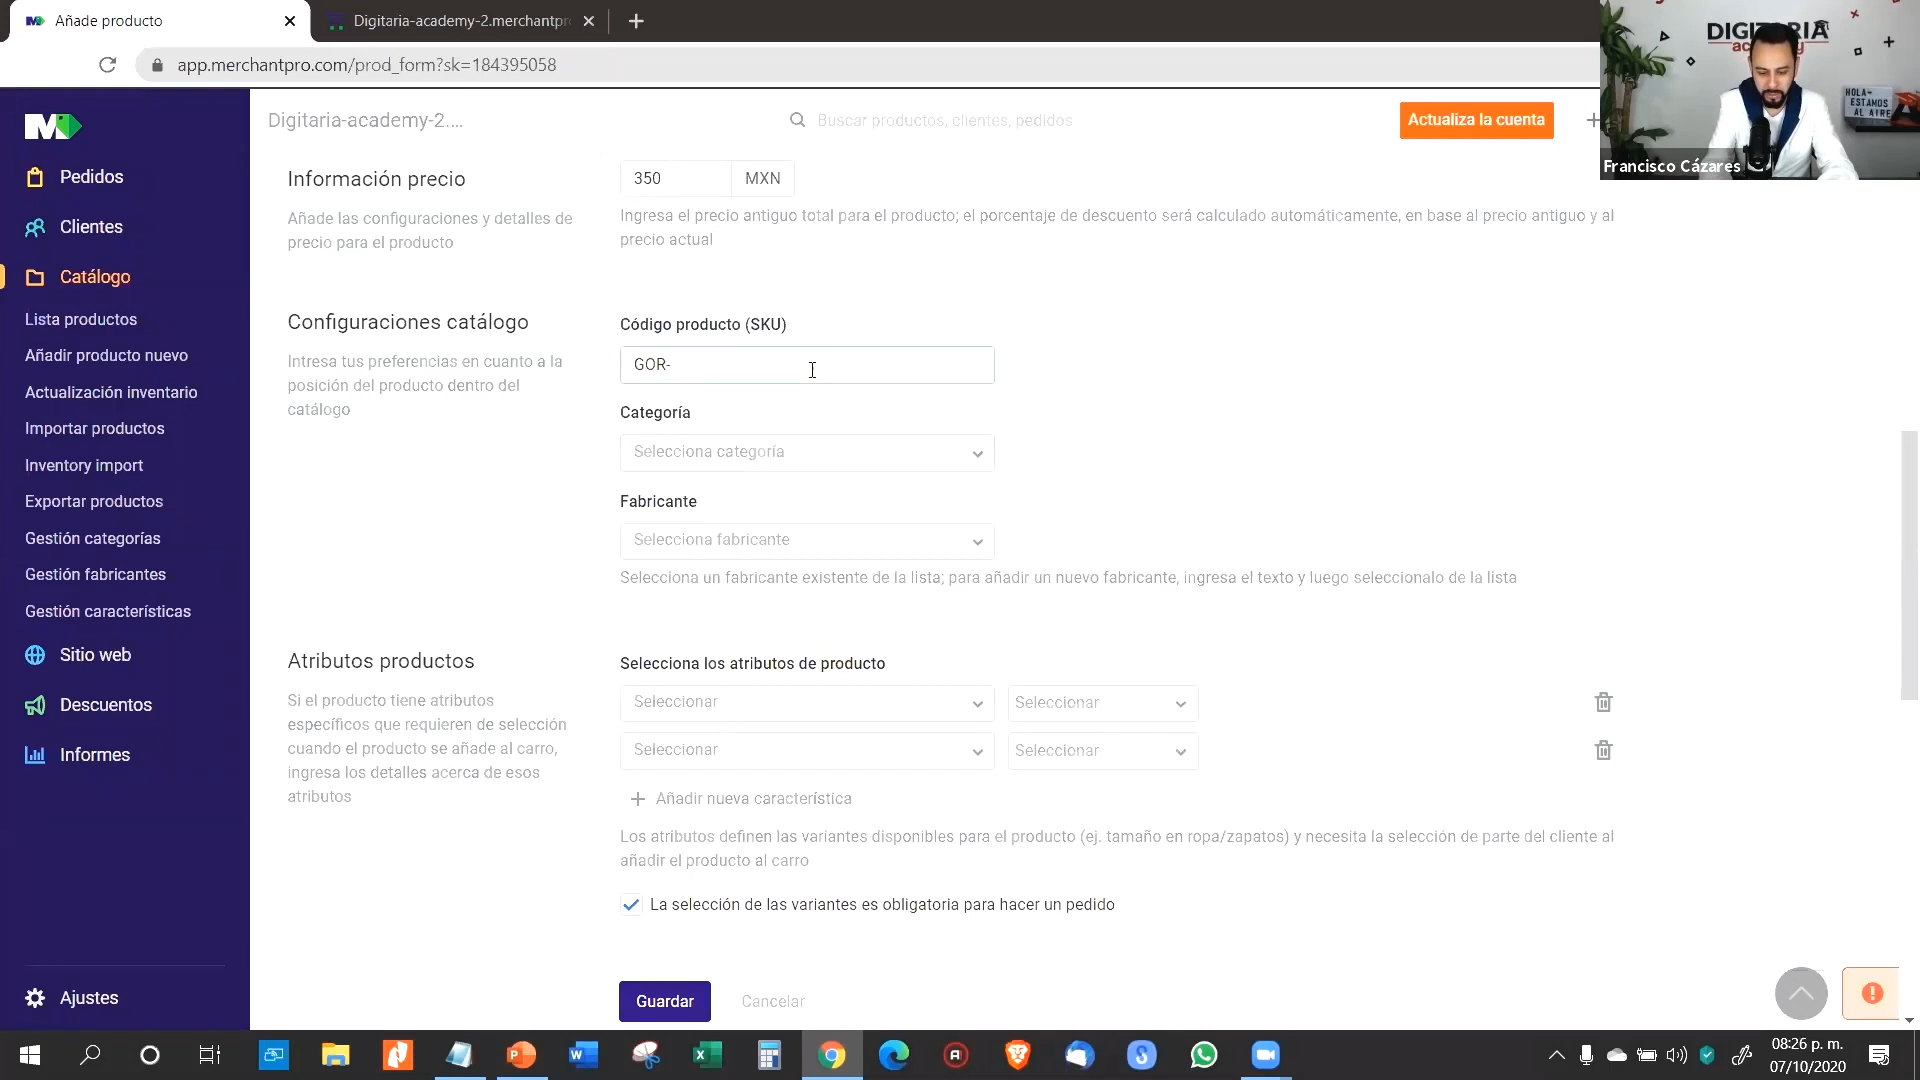 Añade producto
Digitaria-academy-2.merchantpr
app.merchantpro.com/prod_form?sk=184395058
DIGITARIA
academy
HOLA-
ESTAMOS
AL AIRE
Francisco Cázares
Digitaria-academy-2....
Buscar productos, clientes, pedidos
Actualiza la cuenta
Pedidos
Clientes
Catálogo
Lista productos
Añadir producto nuevo
Actualización inventario
Importar productos
Inventory import
Exportar productos
Gestión categorías
Gestión fabricantes
Gestión características
Sitio web
Descuentos
Informes
Ajustes
Información precio
Añade las configuraciones y detalles de
precio para el producto
350 MXN
Ingresa el precio antiguo total para el producto; el porcentaje de descuento será calculado automáticamente, en base al precio antiguo y al
precio actual
Configuraciones catálogo
Intresa tus preferencias en cuanto a la
posición del producto dentro del
catálogo
Código producto (SKU)
GOR-
Categoría
Selecciona categoría
Fabricante
Selecciona fabricante
Selecciona un fabricante existente de la lista; para añadir un nuevo fabricante, ingresa el texto y luego seleccionalo de la lista
Atributos productos
Si el producto tiene atributos
específicos que requieren de selección
cuando el producto se añade al carro,
ingresa los detalles acerca de esos
atributos
Selecciona los atributos de producto
Seleccionar Seleccionar
Seleccionar Seleccionar
Añadir nueva característica
Los atributos definen las variantes disponibles para el producto (ej. tamaño en ropa/zapatos) y necesita la selección de parte del cliente al
añadir el producto al carro
La selección de las variantes es obligatoria para hacer un pedido
Guardar Cancelar
08:26 p. m.
07/10/2020